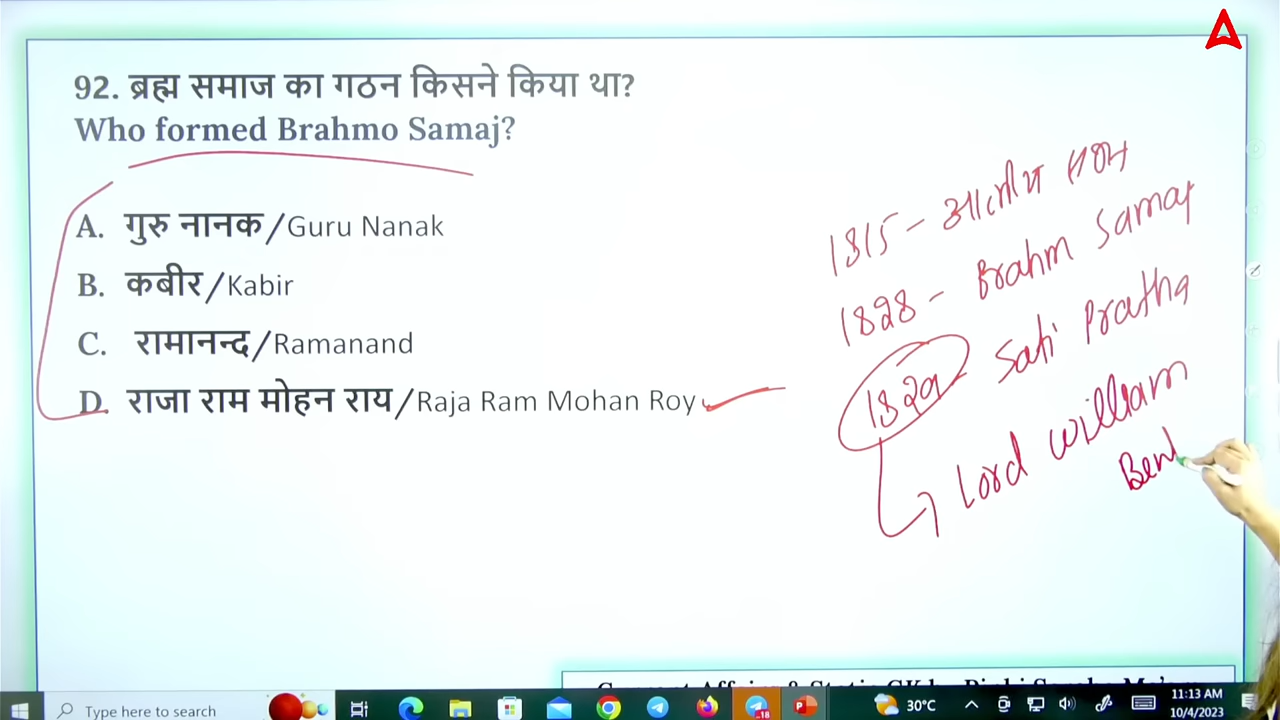 92. ब्रह्म समाज का गठन किसने किया था?
Who formed Brahmo Samaj?
A. गुरु नानक/Guru Nanak
B. कबीर/Kabir
C. रामानन्द/Ramanand
D. राजा राम मोहन राय/Raja Ram Mohan Roy
1815 -
1828 - Brahm Samaj
1829 - Sati Pratha
Lord William
Ben
Type here to search
18
30°C
11:13 AM
10/4/2023